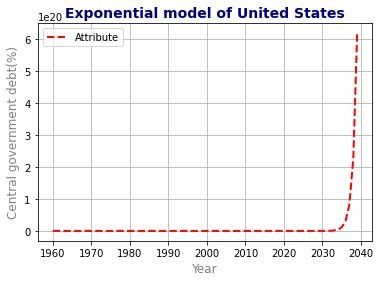 Exponential model of United States
1e20
Attribute
6
5
4
3
2
1
0
Central government debt(%)
1960 1970 1980 1990 2000 2010 2020 2030 2040
Year